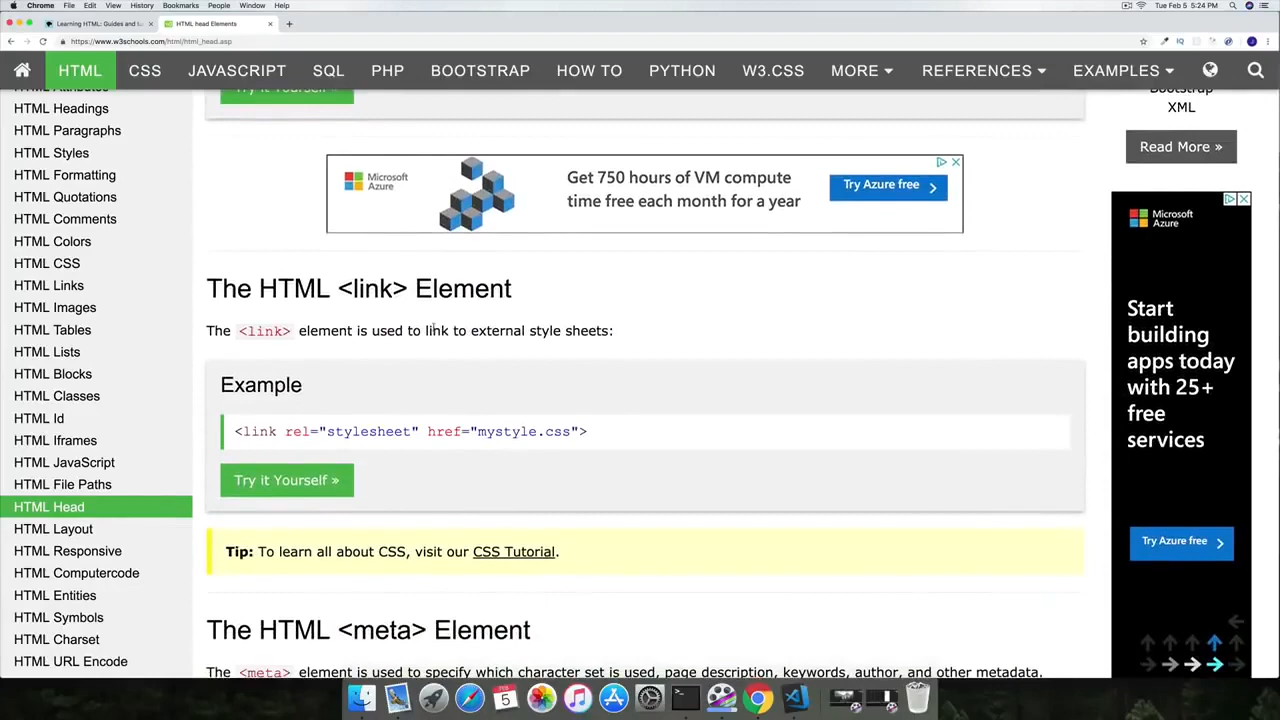 Chrome File Edit View History Bookmarks People Window Help
Tue Feb 5 5:24 PM
Learning HTML: Guides and
HTML head Elements
https://www.w3schools.com/html/html_head.asp
HTML CSS JAVASCRIPT SQL PHP BOOTSTRAP HOW TO PYTHON W3.CSS MORE REFERENCES EXAMPLES
HTML Attributes
HTML Headings
HTML Paragraphs
HTML Styles
HTML Formatting
HTML Quotations
HTML Comments
HTML Colors
HTML CSS
HTML Links
HTML Images
HTML Tables
HTML Lists
HTML Blocks
HTML Classes
HTML Id
HTML Iframes
HTML JavaScript
HTML File Paths
HTML Head
HTML Layout
HTML Responsive
HTML Computercode
HTML Entities
HTML Symbols
HTML Charset
HTML URL Encode
Try it Yourself »
Microsoft
Azure
Get 750 hours of VM compute
time free each month for a year
Try Azure free
The HTML <link> Element
The <link> element is used to link to external style sheets:
Example
<link rel="stylesheet" href="mystyle.css">
Try it Yourself »
Tip: To learn all about CSS, visit our CSS Tutorial.
The HTML <meta> Element
The <meta> element is used to specify which character set is used, page description, keywords, author, and other metadata.
Bootstrap
XML
Read More »
Microsoft
Azure
Start
building
apps today
with 25+
free
services
Try Azure free